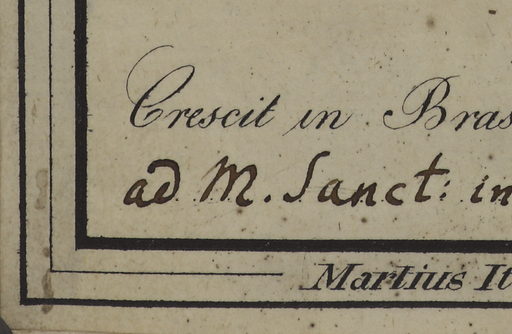 Crescit in Bras
ad M. Sanct: in
Martius It